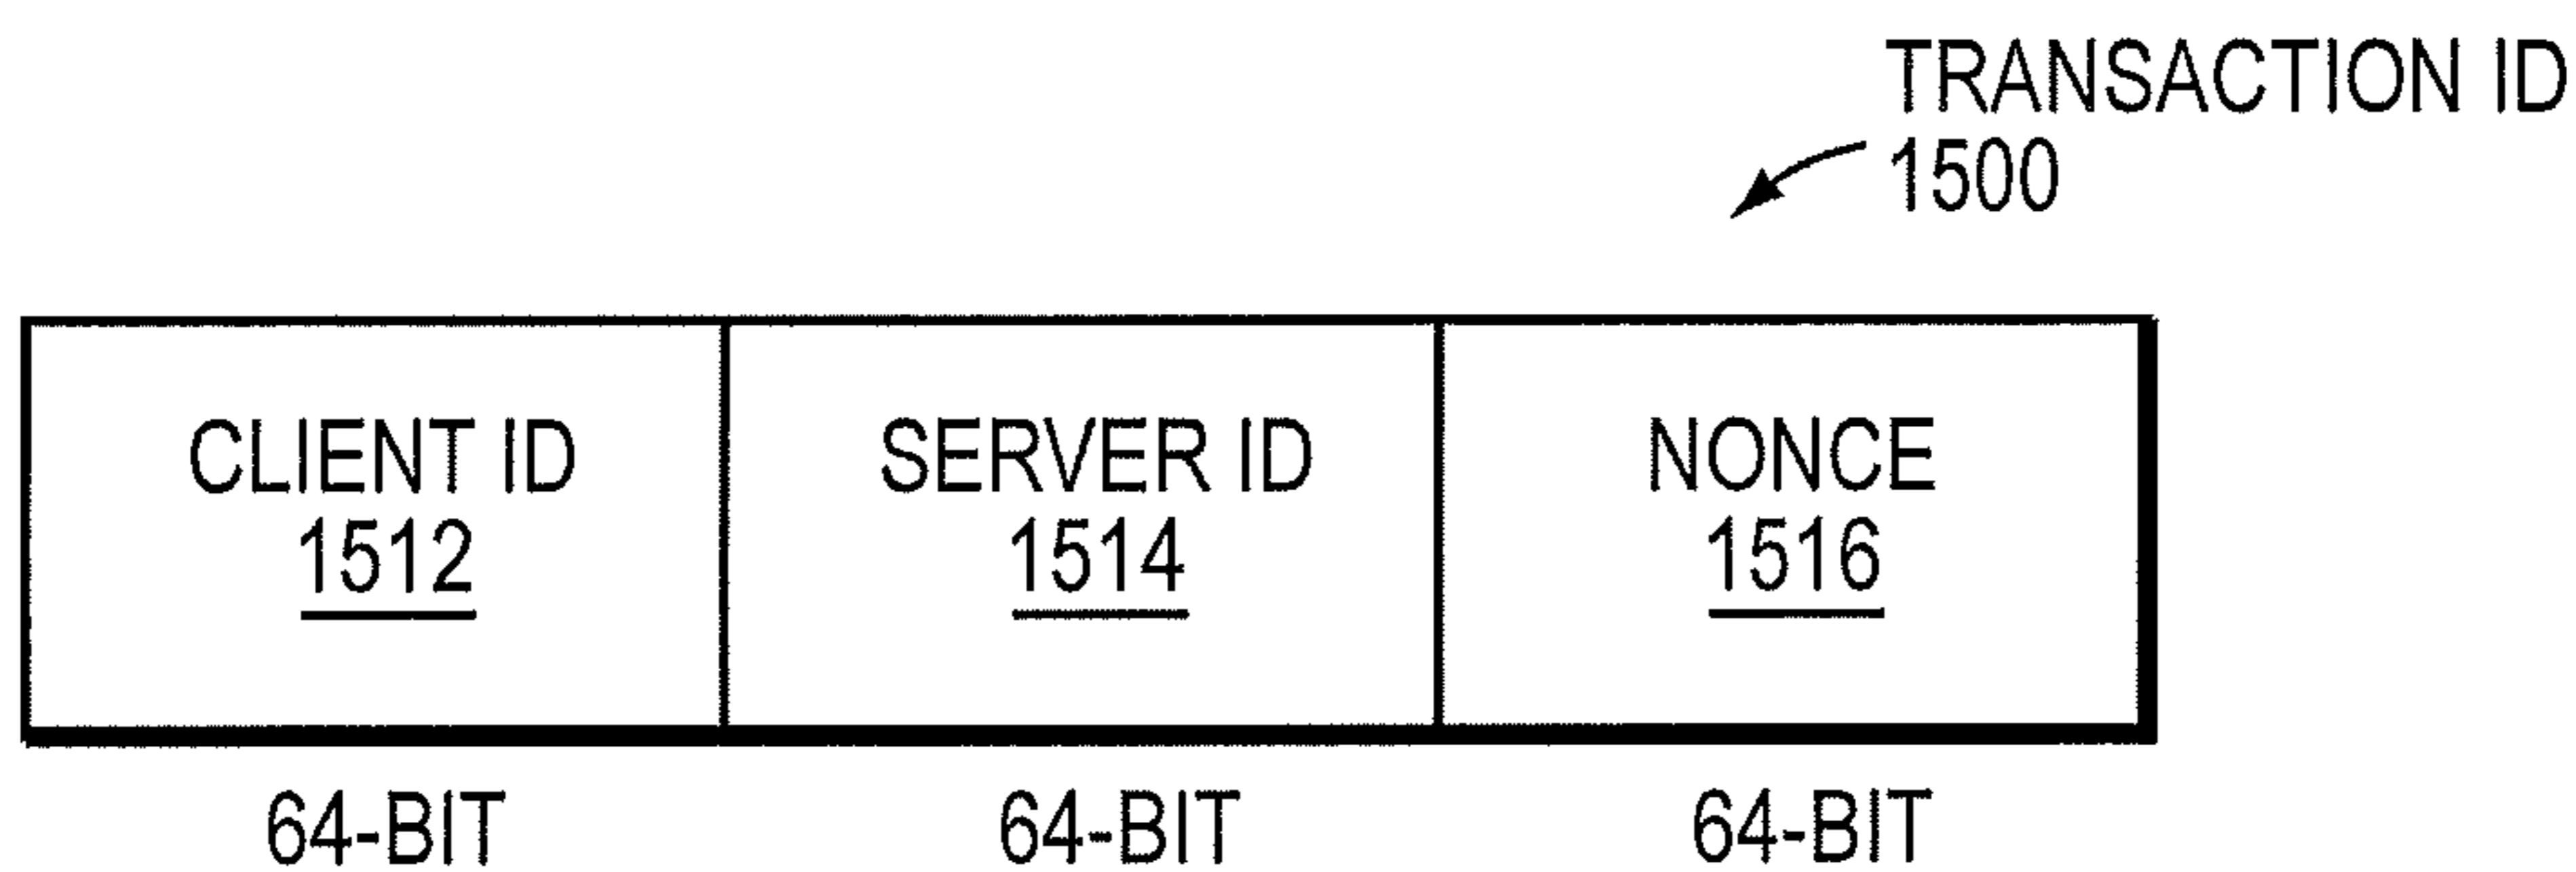 TRANSACTION ID
1500
CLIENT ID
1512
SERVER ID
1514
NONCE
1516
64-BIT
64-BIT
64-BIT